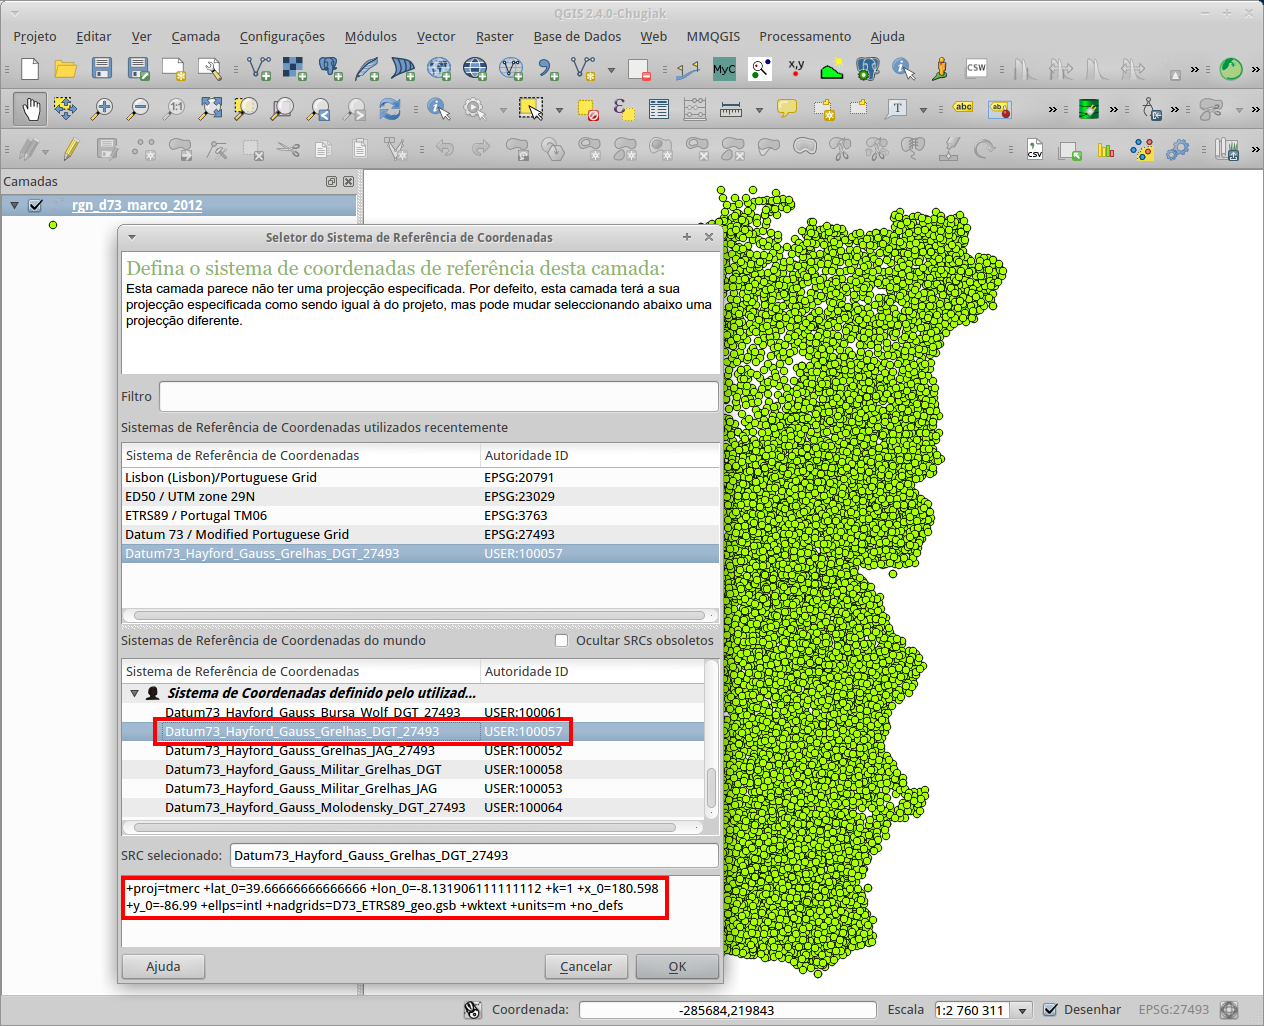 QGIS 2.4.0-Chugiak
Projeto Editar Ver Camada Configurações Módulos Vector Raster Base de Dados Web MMQGIS Processamento Ajuda
MyC x,y CSW
1:1 T abc ab
CSV
Camadas
rgn_d73_marco_2012
Seletor do Sistema de Referência de Coordenadas
Defina o sistema de coordenadas de referência desta camada:
Esta camada parece não ter uma projecção especificada. Por defeito, esta camada terá a sua
projecção especificada como sendo igual à do projeto, mas pode mudar seleccionando abaixo uma
projecção diferente.
Filtro
Sistemas de Referência de Coordenadas utilizados recentemente
Sistema de Referência de Coordenadas Autoridade ID
Lisbon (Lisbon)/Portuguese Grid EPSG:20791
ED50 / UTM zone 29N EPSG:23029
ETRS89 / Portugal TM06 EPSG:3763
Datum 73 / Modified Portuguese Grid EPSG:27493
Datum73_Hayford_Gauss_Grelhas_DGT_27493 USER:100057
Sistemas de Referência de Coordenadas do mundo Ocultar SRCs obsoletos
Sistema de Referência de Coordenadas Autoridade ID
Sistema de Coordenadas definido pelo utilizad...
Datum73_Hayford_Gauss_Bursa_Wolf_DGT_27493 USER:100061
Datum73_Hayford_Gauss_Grelhas_DGT_27493 USER:100057
Datum73_Hayford_Gauss_Grelhas_JAG_27493 USER:100052
Datum73_Hayford_Gauss_Militar_Grelhas_DGT USER:100058
Datum73_Hayford_Gauss_Militar_Grelhas_JAG USER:100053
Datum73_Hayford_Gauss_Molodensky_DGT_27493 USER:100064
SRC selecionado: Datum73_Hayford_Gauss_Grelhas_DGT_27493
+proj=tmerc +lat_0=39.66666666666666 +lon_0=-8.131906111111112 +k=1 +x_0=180.598
+y_0=-86.99 +ellps=intl +nadgrids=D73_ETRS89_geo.gsb +wktext +units=m +no_defs
Ajuda Cancelar OK
Coordenada: -285684,219843 Escala 1:2 760 311 Desenhar EPSG:27493